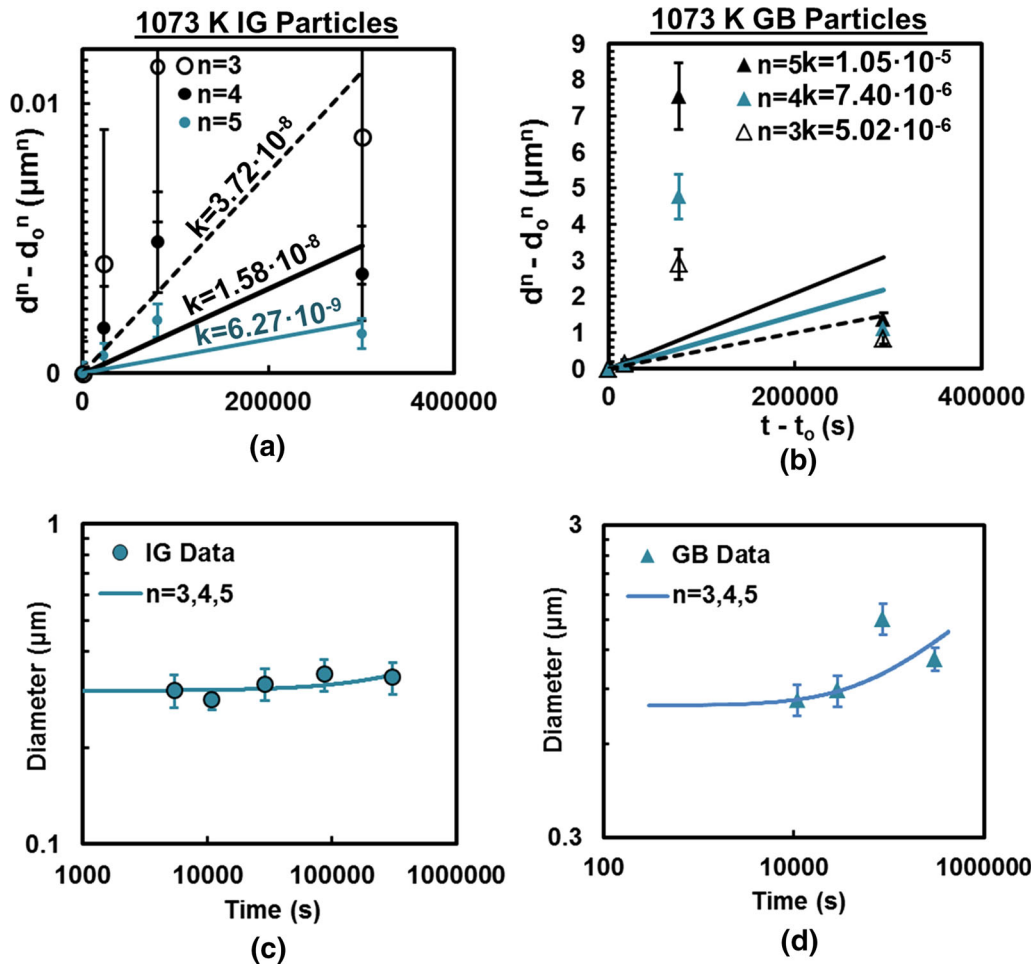 1073 K IG Particles
0.01
0
dⁿ - dₒⁿ (μmⁿ)
n=3
n=4
n=5
k=3.72·10⁻⁸
k=1.58·10⁻⁸
k=6.27·10⁻⁹
0 200000 400000
(a)
1073 K GB Particles
9
8
7
6
5
4
3
2
1
0
dⁿ - dₒⁿ (μmⁿ)
n=5k=1.05·10⁻⁵
n=4k=7.40·10⁻⁶
n=3k=5.02·10⁻⁶
0 200000 400000
t - tₒ (s)
(b)
1
0.1
Diameter (μm)
IG Data
n=3,4,5
1000 10000 100000 1000000
Time (s)
(c)
3
0.3
Diameter (μm)
GB Data
n=3,4,5
100 10000 1000000
Time (s)
(d)